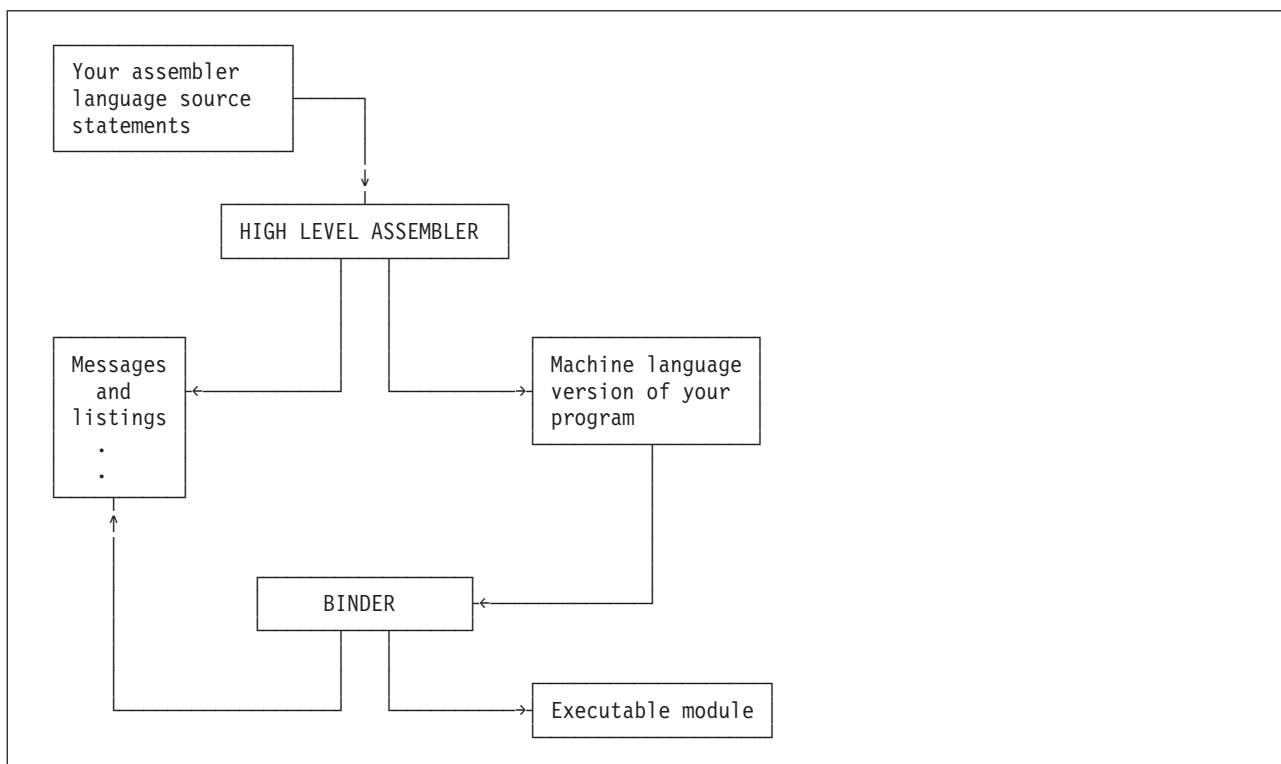 Your assembler
language source
statements
HIGH LEVEL ASSEMBLER
Messages
and
listings
.
.
Machine language
version of your
program
BINDER
Executable module